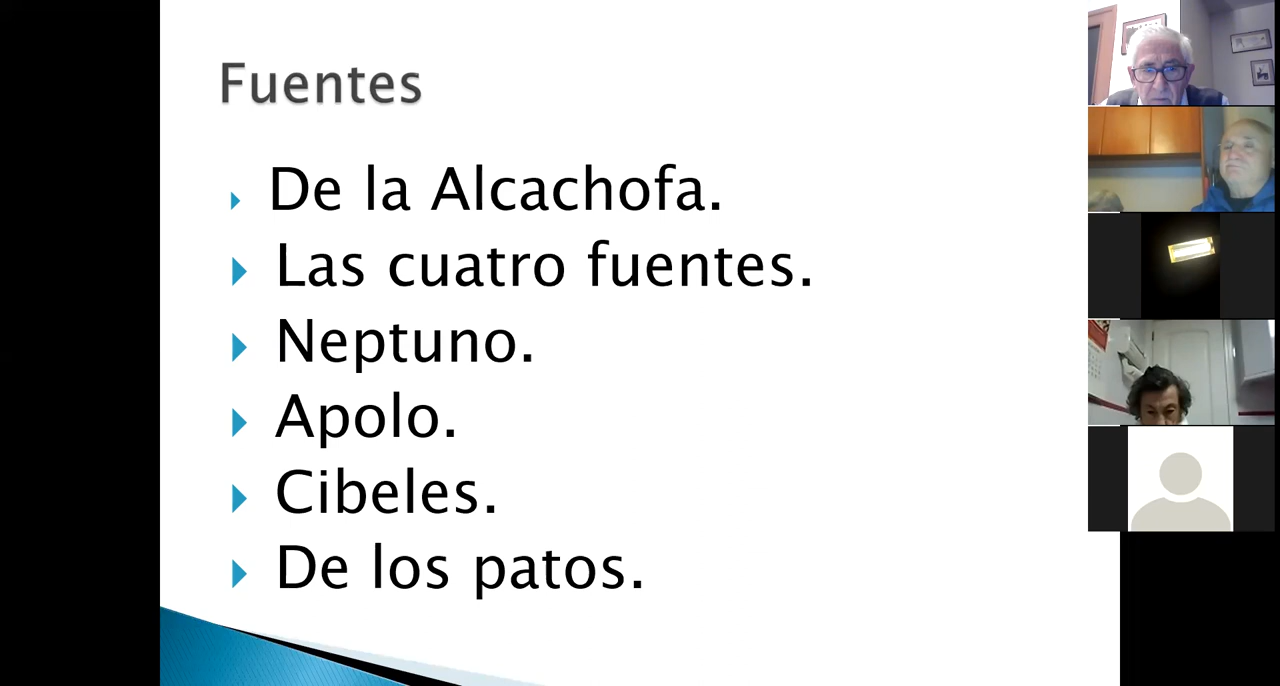 Fuentes
De la Alcachofa.
Las cuatro fuentes.
Neptuno.
Apolo.
Cibeles.
De los patos.